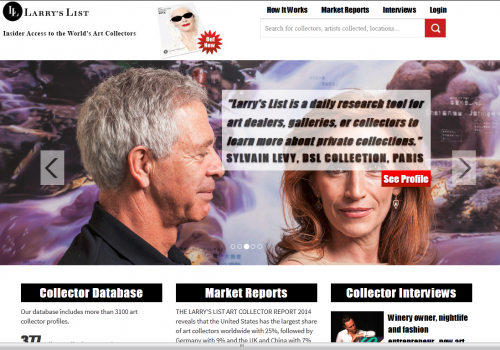 LL
LARRY'S LIST
Insider Access to the World's Art Collectors
Out
Now
How It Works
Market Reports
Interviews
Login
Search for collectors, artists collected, locations...
"Larry's List is a daily research tool for
art dealers, galleries, or collectors to
learn more about private collections."
SYLVAIN LEVY, DSL COLLECTION, PARIS
See Profile
Collector Database
Our database includes more than 3100 art
collector profiles.
377
Market Reports
THE LARRY'S LIST ART COLLECTOR REPORT 2014
reveals that the United States has the largest share
of art collectors worldwide with 25%, followed by
Germany with 9% and the UK and China with 7%
Collector Interviews
Winery owner, nightlife
and fashion
entrepreneur, now art